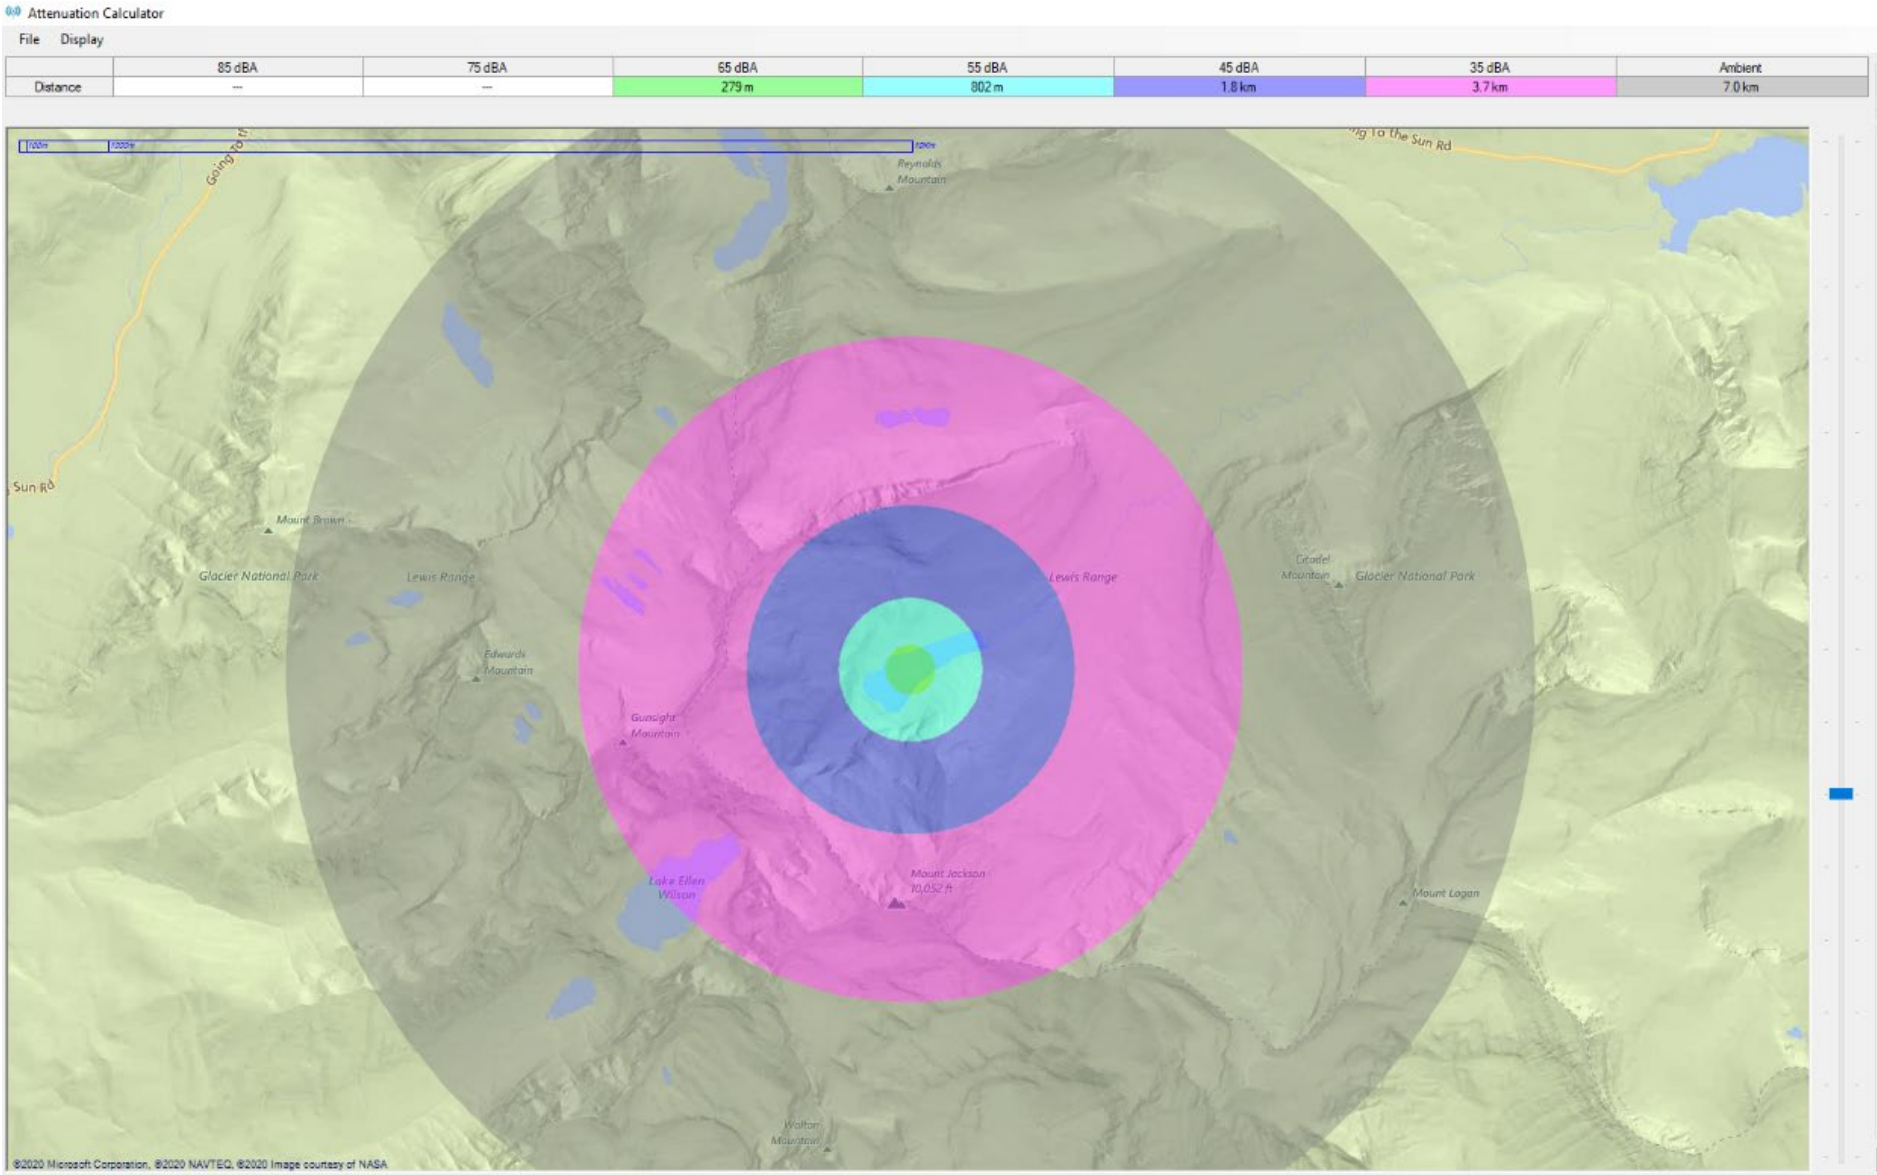 Attenuation Calculator
File Display
85 dBA 75 dBA 65 dBA 55 dBA 45 dBA 35 dBA Ambient
Distance --- --- 279 m 802 m 1.8 km 3.7 km 7.0 km
100m 1000m
Going To
To the Sun Rd
Reynolds
Mountain
Sun Rd
Mount Brown
Glacier National Park
Lewis Range
Lewis Range
Citadel
Mountain
Glacier National Park
Edwards
Mountain
Gunsight
Mountain
Lake Ellen
Wilson
Mount Jackson
10,052 ft
Mount Logan
Walton
Mountain
©2020 Microsoft Corporation, ©2020 NAVTEQ, ©2020 Image courtesy of NASA